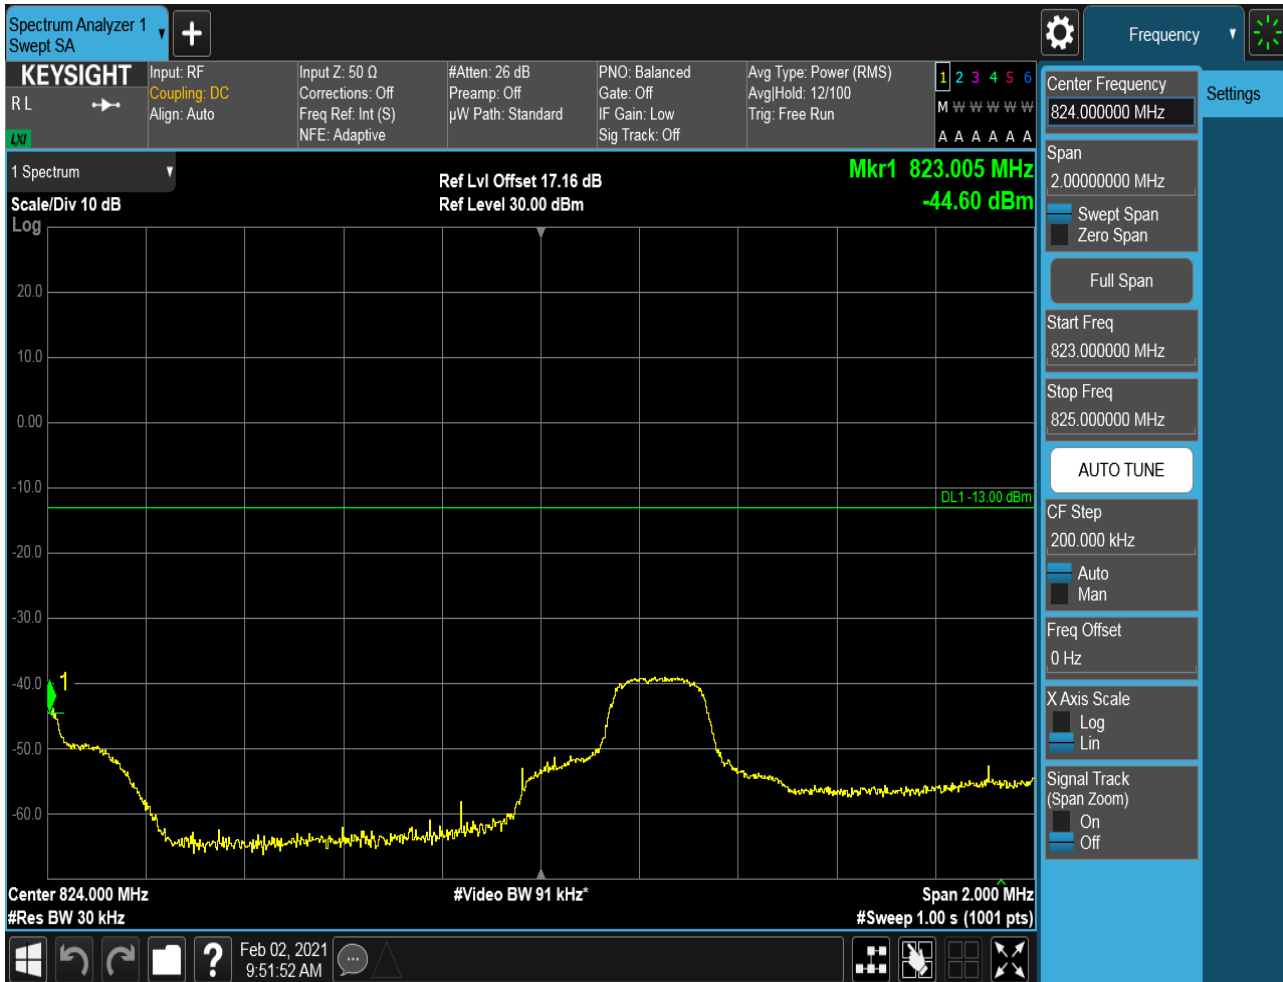 Spectrum Analyzer 1
Swept SA
+
Frequency
KEYSIGHT
R L
LXI
Input: RF
Coupling: DC
Align: Auto
Input Z: 50 Ω
Corrections: Off
Freq Ref: Int (S)
NFE: Adaptive
#Atten: 26 dB
Preamp: Off
µW Path: Standard
PNO: Balanced
Gate: Off
IF Gain: Low
Sig Track: Off
Avg Type: Power (RMS)
Avg|Hold: 12/100
Trig: Free Run
1 2 3 4 5 6
M W W W W W
A A A A A A
1 Spectrum
Scale/Div 10 dB
Log
Ref Lvl Offset 17.16 dB
Ref Level 30.00 dBm
Mkr1 823.005 MHz
-44.60 dBm
20.0
10.0
0.00
-10.0
DL1 -13.00 dBm
-20.0
-30.0
-40.0
1
-50.0
-60.0
Center 824.000 MHz
#Res BW 30 kHz
#Video BW 91 kHz*
Span 2.000 MHz
#Sweep 1.00 s (1001 pts)
Feb 02, 2021
9:51:52 AM
Center Frequency
824.000000 MHz
Settings
Span
2.00000000 MHz
Swept Span
Zero Span
Full Span
Start Freq
823.000000 MHz
Stop Freq
825.000000 MHz
AUTO TUNE
CF Step
200.000 kHz
Auto
Man
Freq Offset
0 Hz
X Axis Scale
Log
Lin
Signal Track
(Span Zoom)
On
Off